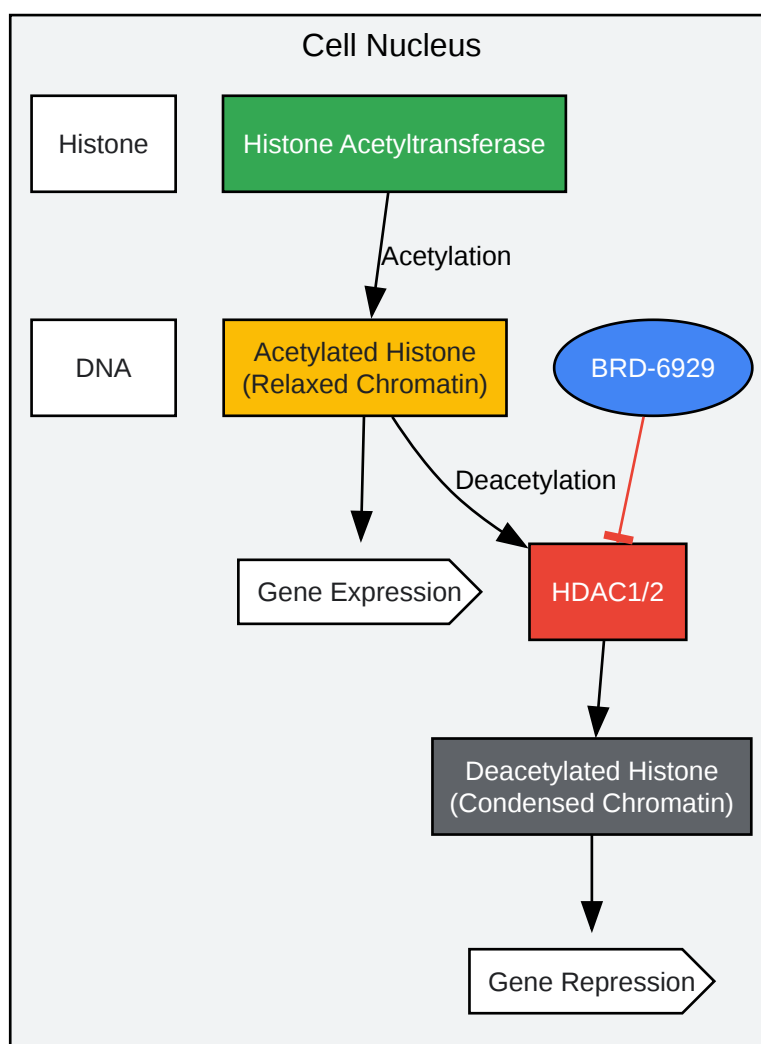 Cell Nucleus
Histone
Histone Acetyltransferase
Acetylation
DNA
Acetylated Histone
(Relaxed Chromatin)
BRD-6929
Deacetylation
Gene Expression
HDAC1/2
Deacetylated Histone
(Condensed Chromatin)
Gene Repression